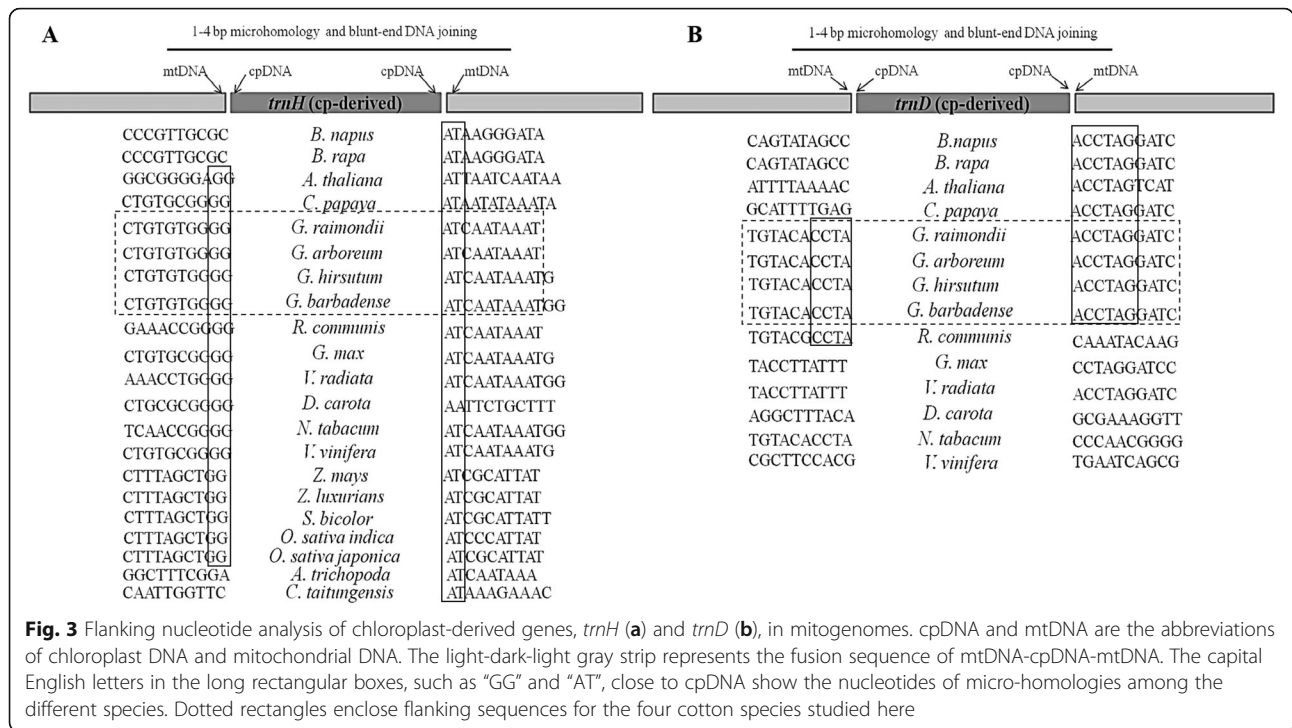 A
1-4 bp microhomology and blunt-end DNA joining
mtDNA cpDNA cpDNA mtDNA
trnH (cp-derived)
CCCGTTGCGC B. napus ATAAGGGATA
CCCGTTGCGC B. rapa ATAAGGGATA
GGCGGGGAGG A. thaliana ATTAATCAATAA
CTGTGCGGGG C. papaya ATAATATAAATA
CTGTGTGGGG G. raimondii ATCAATAAAT
CTGTGTGGGG G. arboreum ATCAATAAAT
CTGTGTGGGG G. hirsutum ATCAATAAATG
CTGTGTGGGG G. barbadense ATCAATAAATGG
GAAACCGGGG R. communis ATCAATAAAT
CTGTGCGGGG G. max ATCAATAAATG
AAACCTGGGG V. radiata ATCAATAAATGG
CTGCGCGGGG D. carota AATTCTGCTTT
TCAACCGGGG N. tabacum ATCAATAAATGG
CTGTGCGGGG V. vinifera ATCAATAAATG
CTTTAGCTGG Z. mays ATCGCATTAT
CTTTAGCTGG Z. luxurians ATCGCATTAT
CTTTAGCTGG S. bicolor ATCGCATTATT
CTTTAGCTGG O. sativa indica ATCCCATTAT
CTTTAGCTGG O. sativa japonica ATCGCATTAT
GGCTTTCGGA A. trichopoda ATCAATAAA
CAATTGGTTC C. taitungensis ATAAAGAAAC
B
1-4 bp microhomology and blunt-end DNA joining
mtDNA cpDNA cpDNA mtDNA
trnD (cp-derived)
CAGTATAGCC B.napus ACCTAGGATC
CAGTATAGCC B. rapa ACCTAGGATC
ATTTTAAAAC A. thaliana ACCTAGTCAT
GCATTTTGAG C. papaya ACCTAGGATC
TGTACACCTA G. raimondii ACCTAGGATC
TGTACACCTA G. arboreum ACCTAGGATC
TGTACACCTA G. hirsutum ACCTAGGATC
TGTACACCTA G. barbadense ACCTAGGATC
TGTACGCCTA R. communis CAAATACAAG
TACCTTATTT G. max CCTAGGATCC
TACCTTATTT V. radiata ACCTAGGATC
AGGCTTTACA D. carota GCGAAAGGTT
TGTACACCTA N. tabacum CCCAACGGGG
CGCTTCCACG V. vinifera TGAATCAGCG
Fig. 3 Flanking nucleotide analysis of chloroplast-derived genes, trnH (a) and trnD (b), in mitogenomes. cpDNA and mtDNA are the abbreviations
of chloroplast DNA and mitochondrial DNA. The light-dark-light gray strip represents the fusion sequence of mtDNA-cpDNA-mtDNA. The capital
English letters in the long rectangular boxes, such as "GG" and "AT", close to cpDNA show the nucleotides of micro-homologies among the
different species. Dotted rectangles enclose flanking sequences for the four cotton species studied here